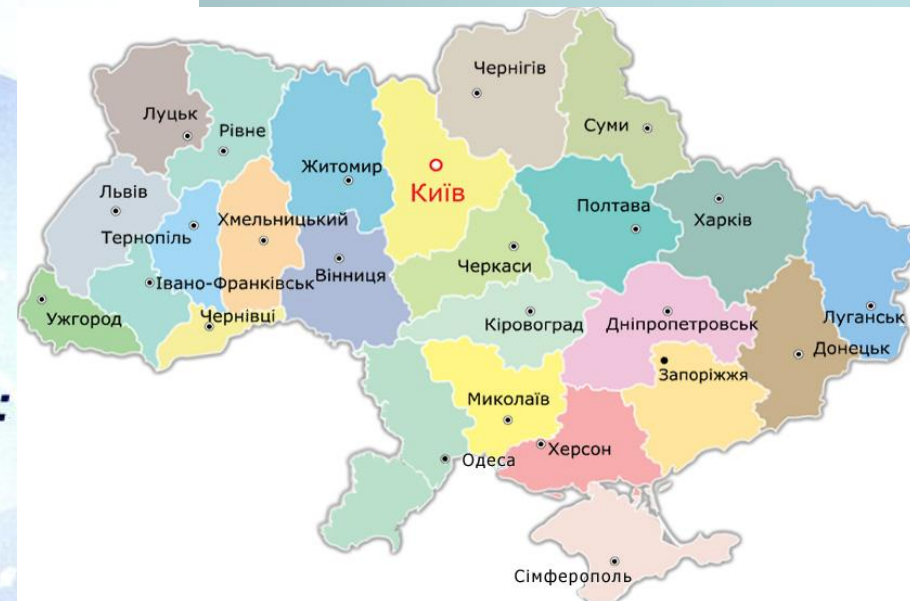 Чернігів
Луцьк
Рівне
Суми
Житомир
Київ
Львів
Хмельницький
Полтава
Харків
Тернопіль
Черкаси
Вінниця
Івано-Франківськ
Ужгород
Чернівці
Кіровоград
Дніпропетровськ
Луганськ
Донецьк
Запоріжжя
Миколаїв
Херсон
Одеса
Сімферополь